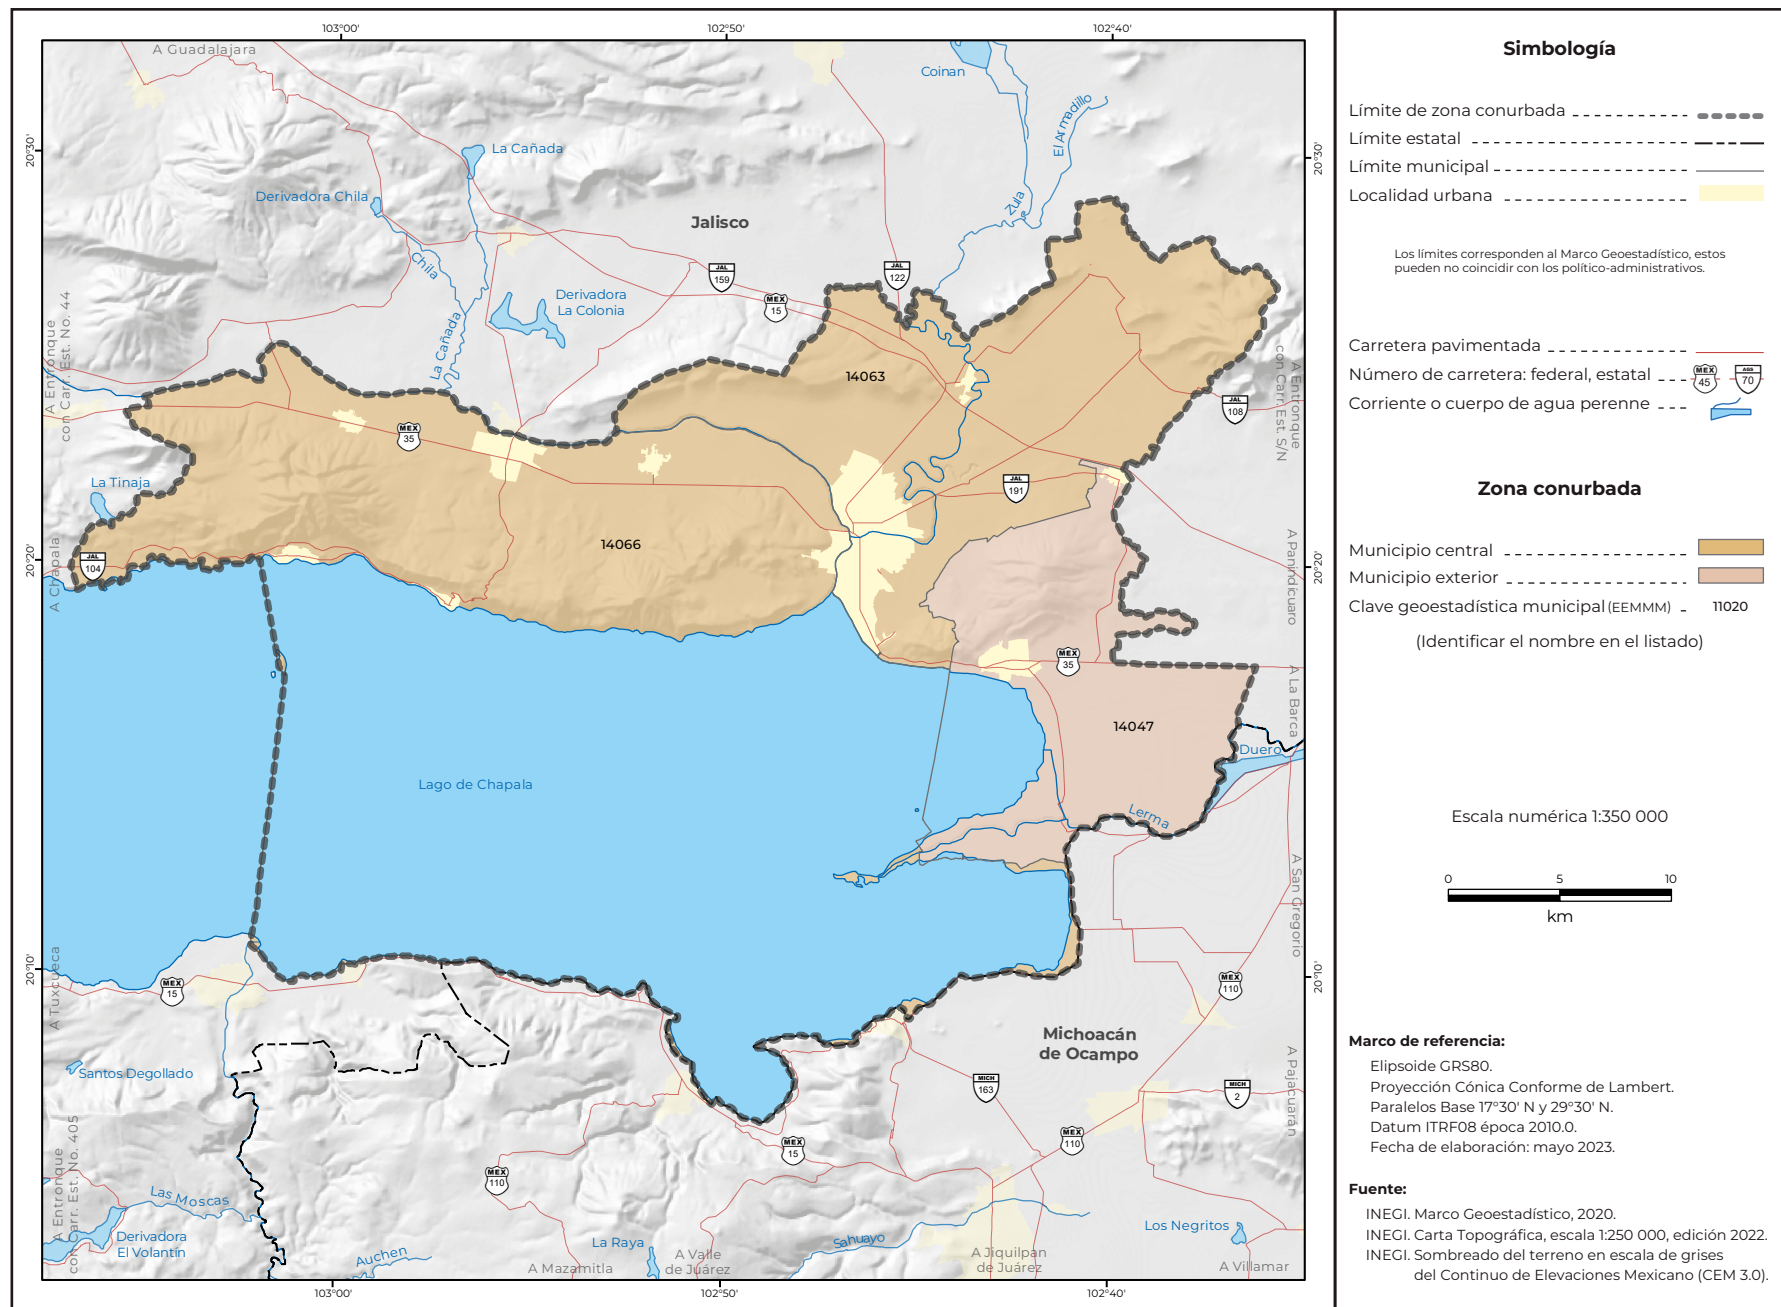 103°00'
102°50'
102°40'
A Guadalajara
Coinan
El Armadillo
20°30'
20°30'
La Cañada
Derivadora Chila
Zula
Jalisco
Chila
JAL
159
JAL
122
MEX
15
Derivadora
La Colonia
A Entronque
con Carr. Est. No. 44
La Cañada
14063
A Entronque
con Carr. Est. S/N
JAL
108
MEX
35
La Tinaja
JAL
191
14066
20°20'
20°20'
JAL
104
A Chapala
A Panindícuaro
MEX
35
A La Barca
14047
Duero
Lago de Chapala
Lerma
A San Gregorio
20°10'
20°10'
A Tuxcueca
MEX
15
MEX
110
Michoacán
de Ocampo
Santos Degollado
MICH
163
MICH
2
A Pajacuarán
MEX
15
MEX
110
A Entronque
con Carr. Est. No. 405
MEX
110
Las Moscas
Derivadora
El Volantín
Auchen
La Raya
Sahuayo
Los Negritos
A Mazamitla
A Valle
de Juárez
A Jiquilpan
de Juárez
A Villamar
103°00'
102°50'
102°40'
Simbología
Límite de zona conurbada
Límite estatal
Límite municipal
Localidad urbana
Los límites corresponden al Marco Geoestadístico, estos
pueden no coincidir con los político-administrativos.
Carretera pavimentada
Número de carretera: federal, estatal
MEX
45
AGS
70
Corriente o cuerpo de agua perenne
Zona conurbada
Municipio central
Municipio exterior
Clave geoestadística municipal (EEMMM) 11020
(Identificar el nombre en el listado)
Escala numérica 1:350 000
0 5 10
km
Marco de referencia:
Elipsoide GRS80.
Proyección Cónica Conforme de Lambert.
Paralelos Base 17°30' N y 29°30' N.
Datum ITRF08 época 2010.0.
Fecha de elaboración: mayo 2023.
Fuente:
INEGI. Marco Geoestadístico, 2020.
INEGI. Carta Topográfica, escala 1:250 000, edición 2022.
INEGI. Sombreado del terreno en escala de grises
del Continuo de Elevaciones Mexicano (CEM 3.0).